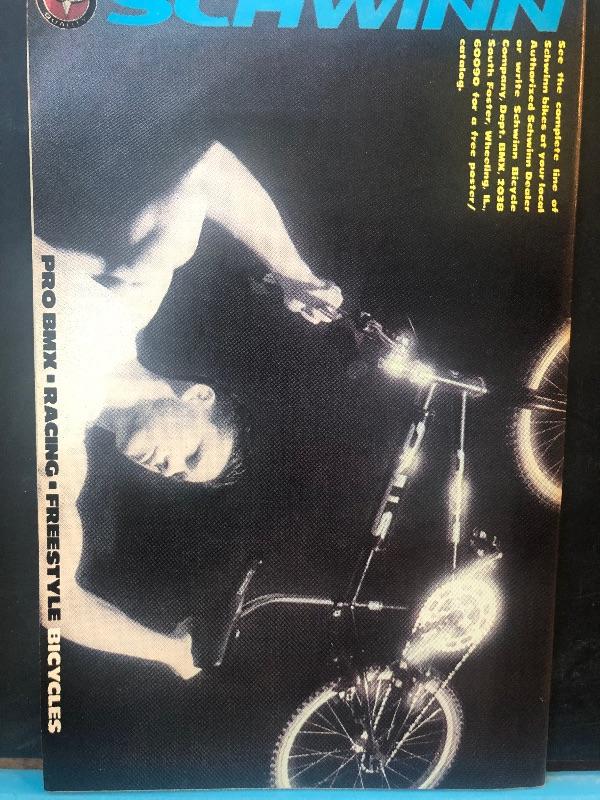 SCHWINN
See the complete line of
Schwinn bikes at your local
Authorized Schwinn Dealer
or write Schwinn Bicycle
Company, Dept. BMX, 2038
South Foster, Wheeling, IL,
60090 for a free poster/
catalog.
PRO BMX ▪ RACING ▪ FREESTYLE BICYCLES